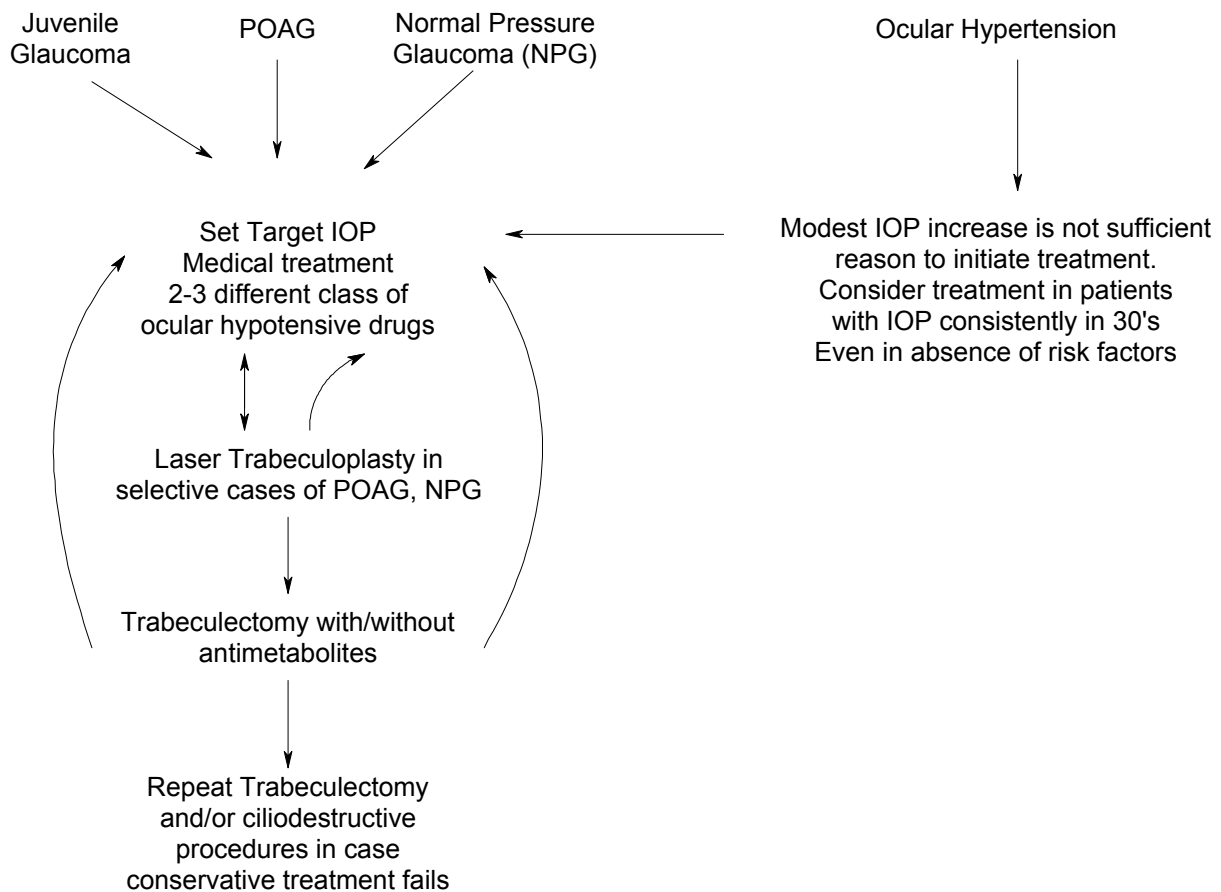 Juvenile
Glaucoma
POAG
Normal Pressure
Glaucoma (NPG)
Ocular Hypertension
Set Target IOP
Medical treatment
2-3 different class of
ocular hypotensive drugs
Modest IOP increase is not sufficient
reason to initiate treatment.
Consider treatment in patients
with IOP consistently in 30's
Even in absence of risk factors
Laser Trabeculoplasty in
selective cases of POAG, NPG
Trabeculectomy with/without
antimetabolites
Repeat Trabeculectomy
and/or ciliodestructive
procedures in case
conservative treatment fails